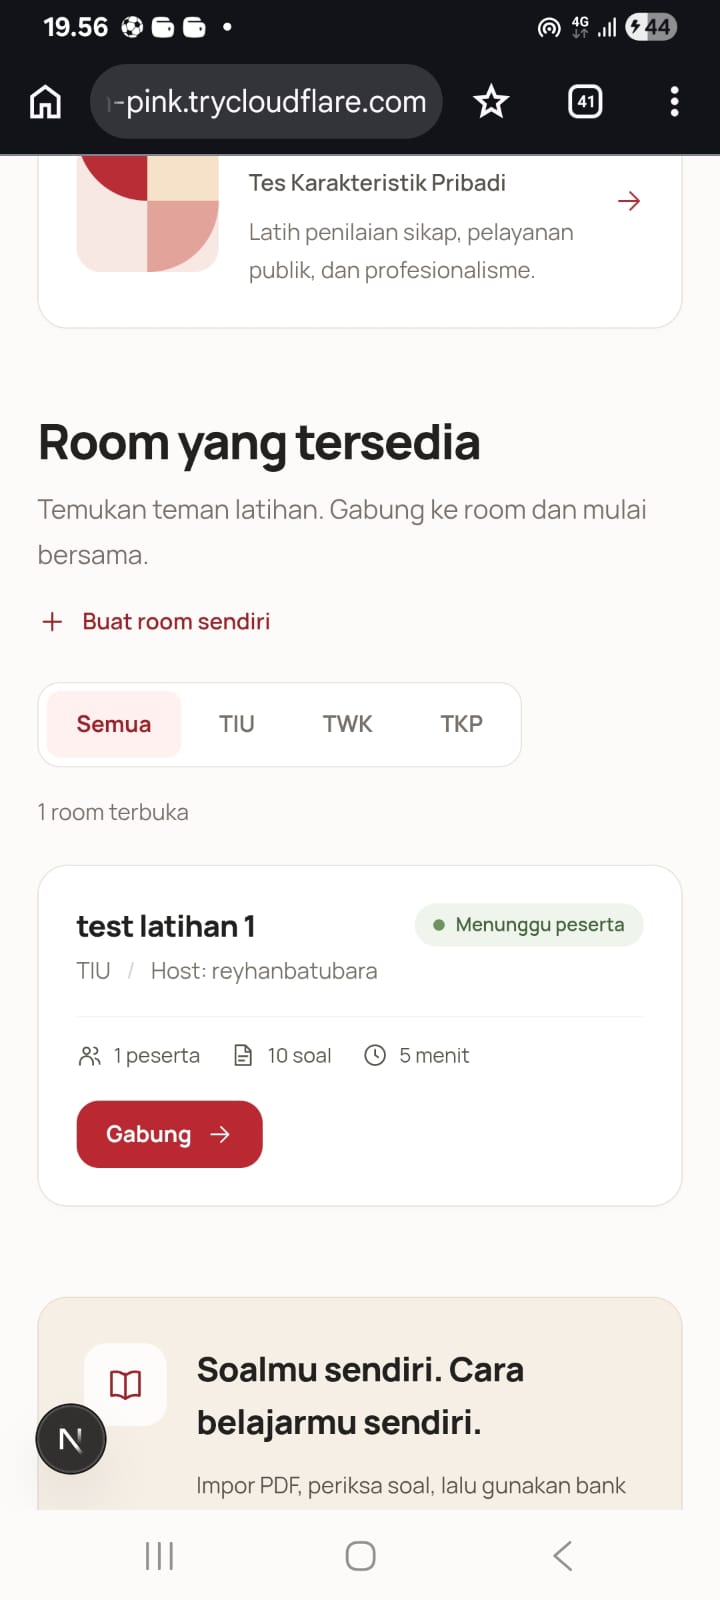 19.56
4G
44
-pink.trycloudflare.com
41
Tes Karakteristik Pribadi
Latih penilaian sikap, pelayanan
publik, dan profesionalisme.
Room yang tersedia
Temukan teman latihan. Gabung ke room dan mulai
bersama.
+ Buat room sendiri
Semua
TIU
TWK
TKP
1 room terbuka
test latihan 1
Menunggu peserta
TIU / Host: reyhanbatubara
1 peserta
10 soal
5 menit
Gabung →
Soalmu sendiri. Cara
belajarmu sendiri.
N
Impor PDF, periksa soal, lalu gunakan bank